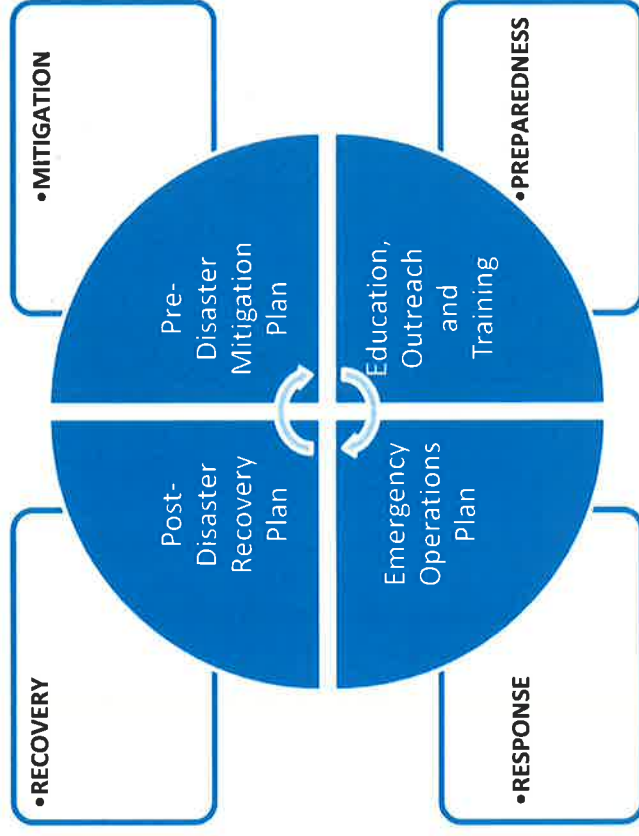 •RECOVERY
•MITIGATION
Post-
Disaster
Recovery
Plan
Pre-
Disaster
Mitigation
Plan
Emergency
Operations
Plan
Education,
Outreach
and
Training
•RESPONSE
•PREPAREDNESS